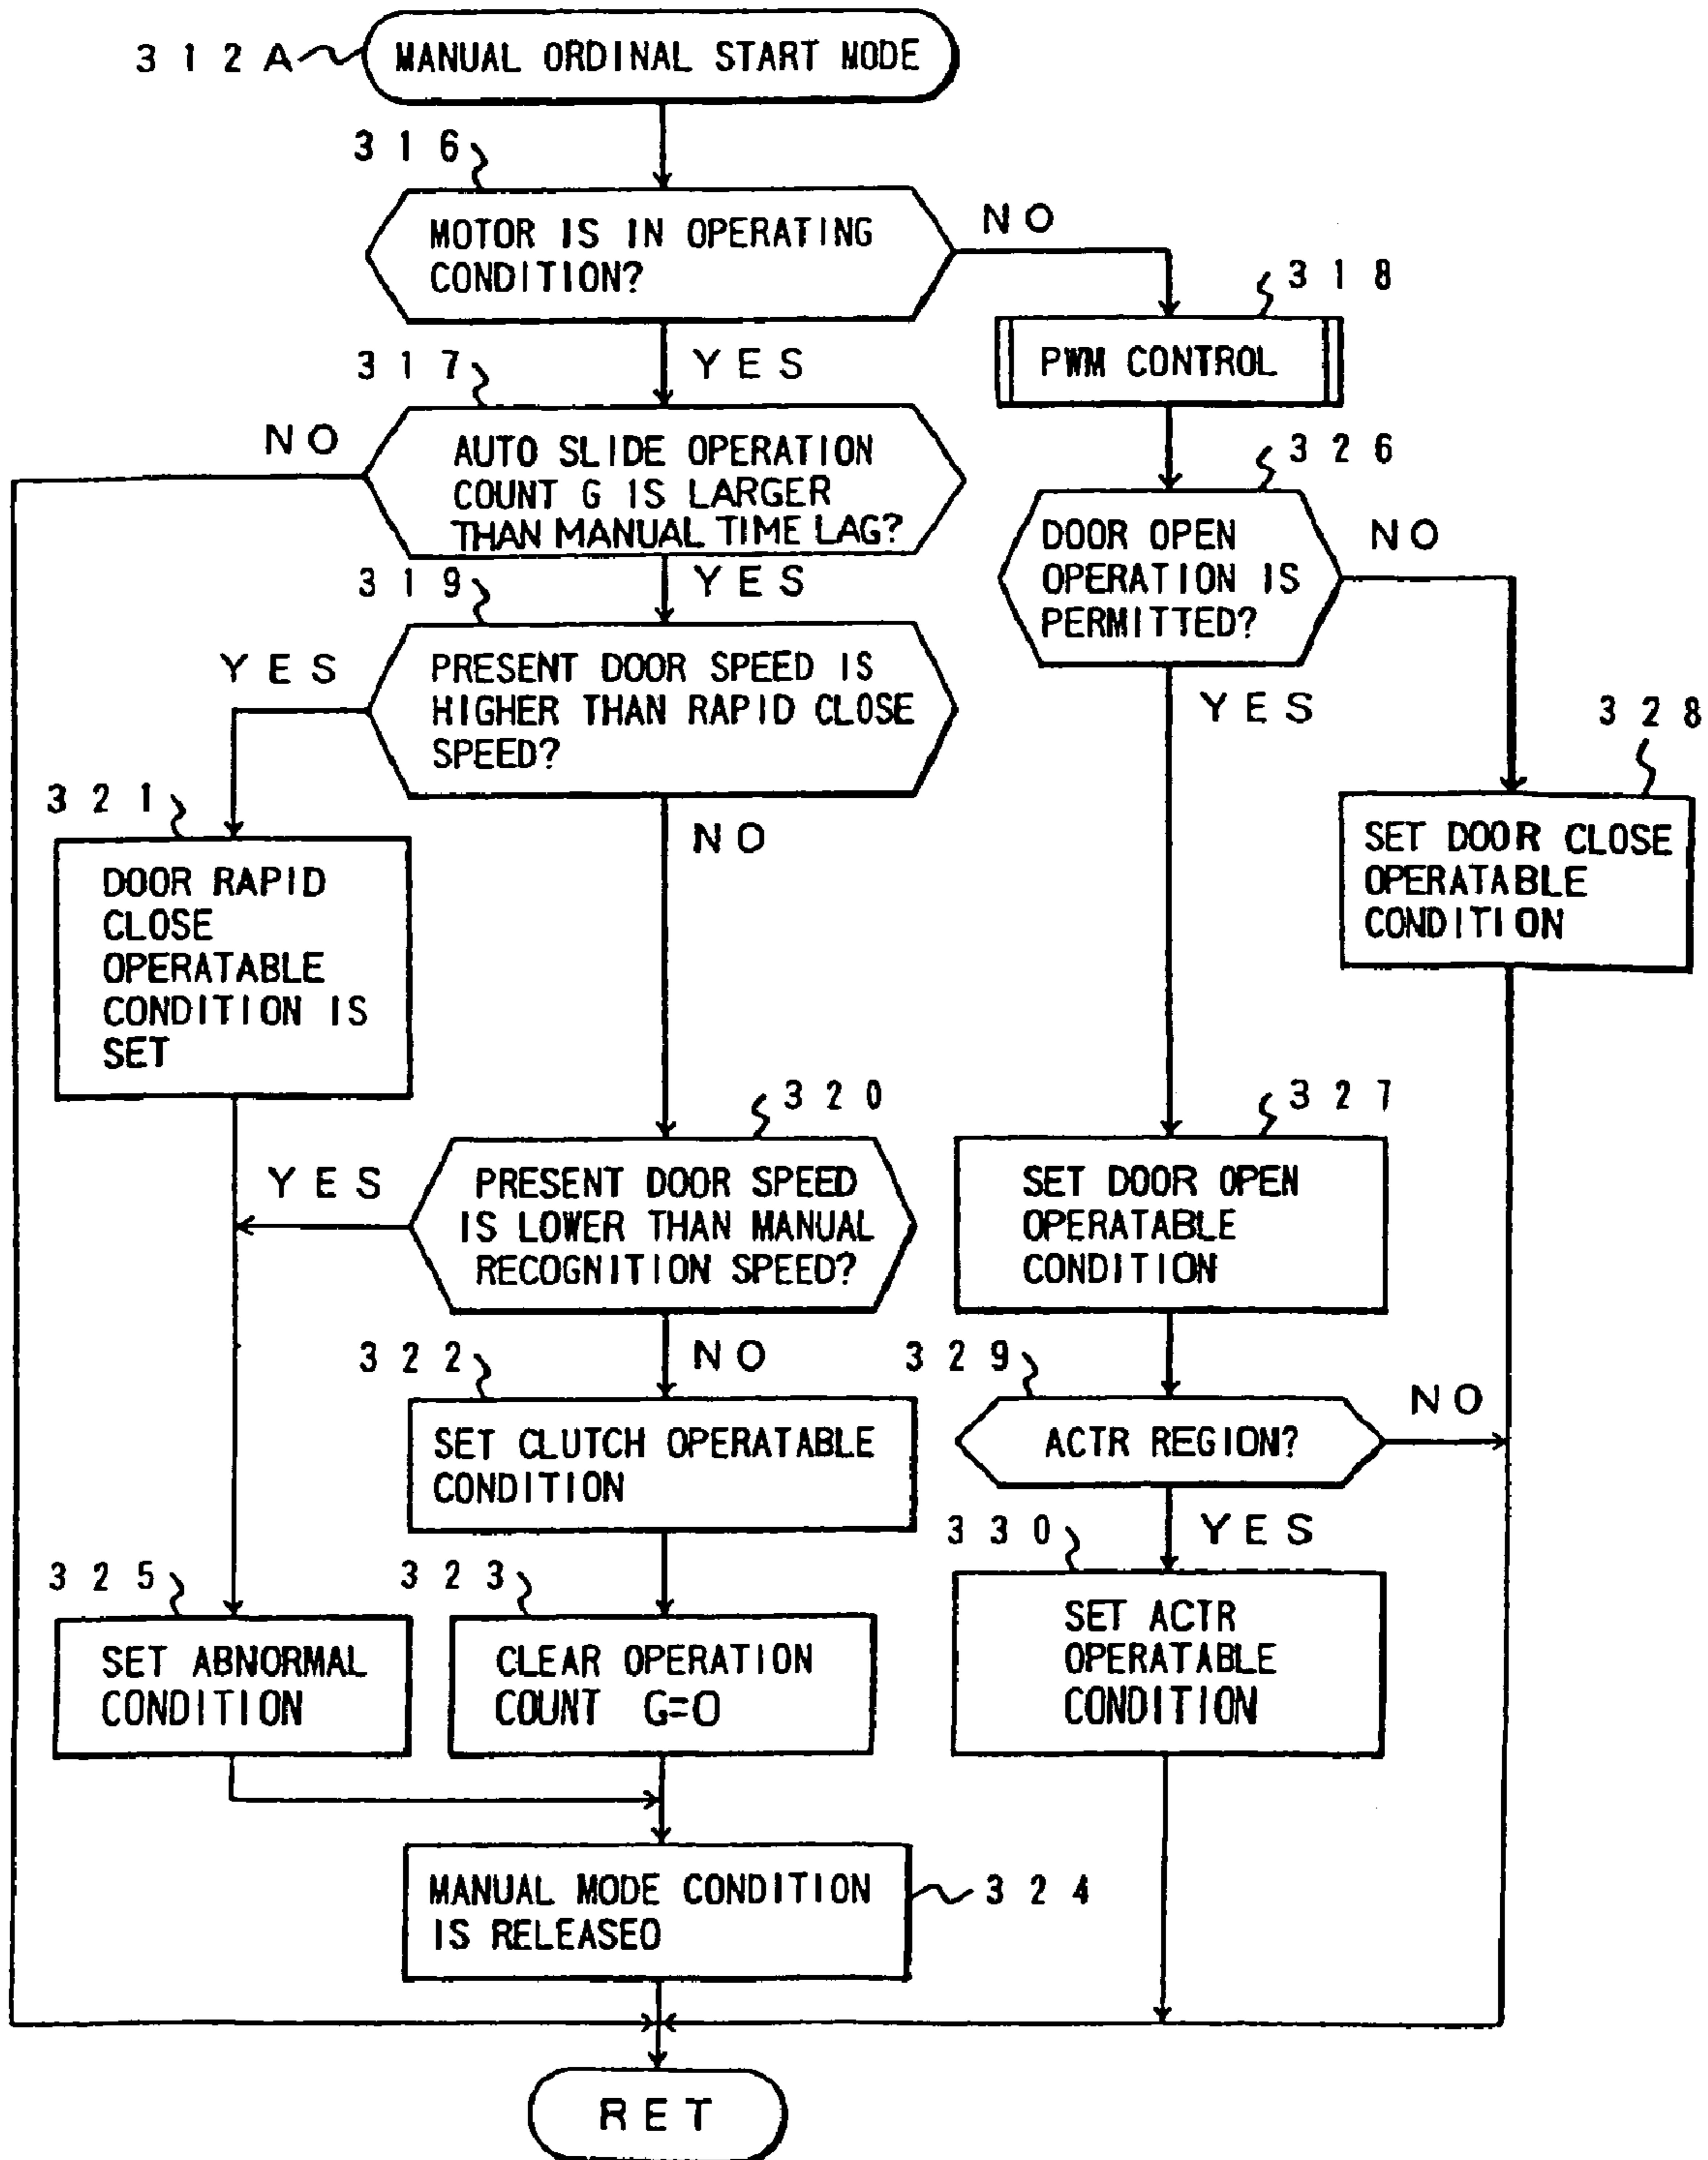 312A
MANUAL ORDINAL START MODE
316
MOTOR IS IN OPERATING
CONDITION?
NO
YES
318
PWM CONTROL
317
NO
AUTO SLIDE OPERATION
COUNT G IS LARGER
THAN MANUAL TIME LAG?
YES
326
DOOR OPEN
OPERATION IS
PERMITTED?
NO
YES
319
YES
PRESENT DOOR SPEED IS
HIGHER THAN RAPID CLOSE
SPEED?
NO
328
SET DOOR CLOSE
OPERATABLE
CONDITION
321
DOOR RAPID
CLOSE
OPERATABLE
CONDITION IS
SET
320
YES
PRESENT DOOR SPEED
IS LOWER THAN MANUAL
RECOGNITION SPEED?
NO
327
SET DOOR OPEN
OPERATABLE
CONDITION
322
SET CLUTCH OPERATABLE
CONDITION
329
ACTR REGION?
NO
YES
325
SET ABNORMAL
CONDITION
323
CLEAR OPERATION
COUNT G=0
330
SET ACTR
OPERATABLE
CONDITION
MANUAL MODE CONDITION
IS RELEASED
324
RET